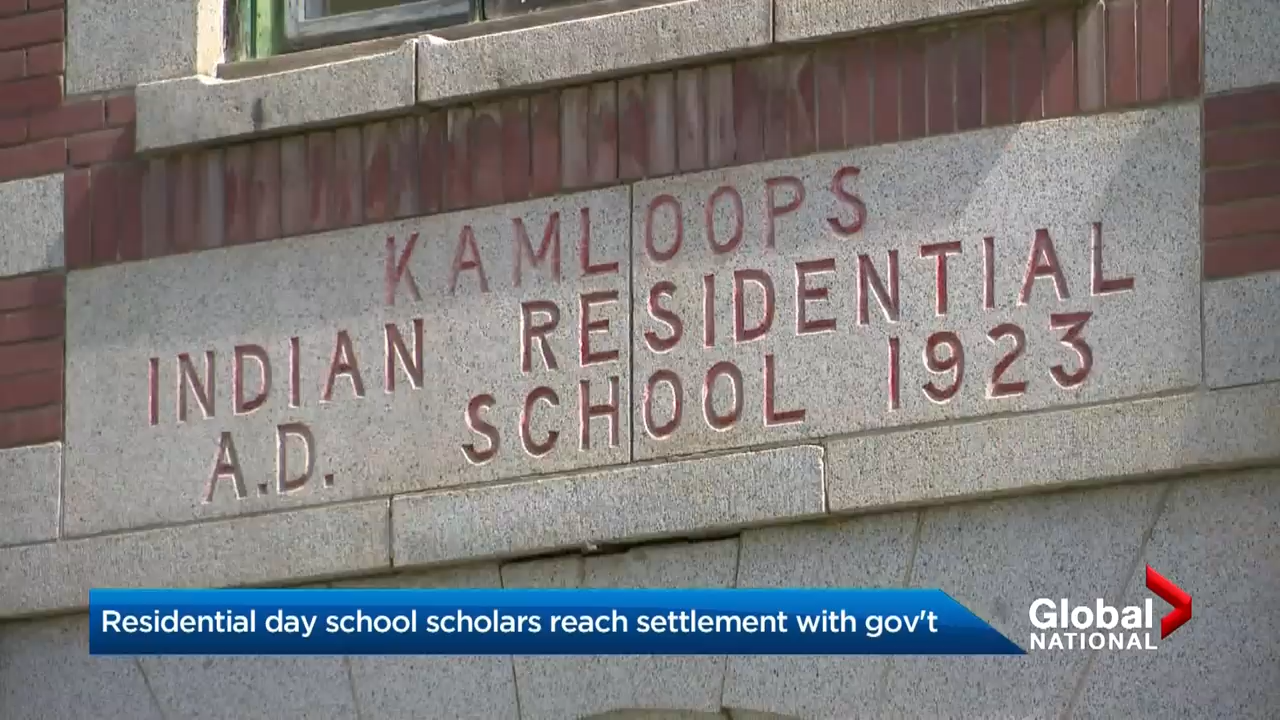 KAMLOOPS
INDIAN RESIDENTIAL
A.D. SCHOOL 1923
Residential day school scholars reach settlement with gov't
Global
NATIONAL